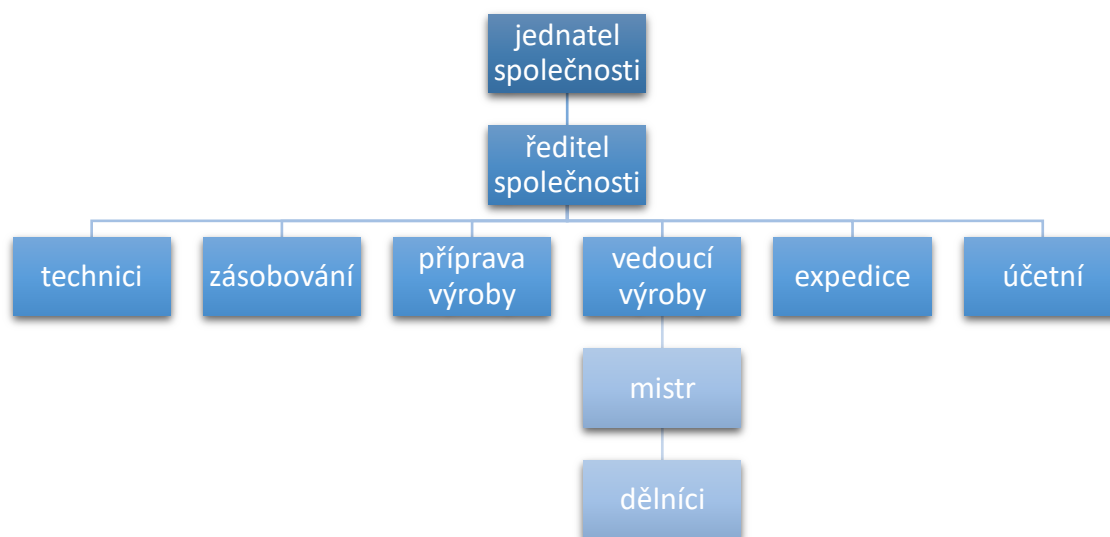 jednatel
společnosti
ředitel
společnosti
technici
zásobování
příprava
výroby
vedoucí
výroby
expedice
účetní
mistr
dělníci